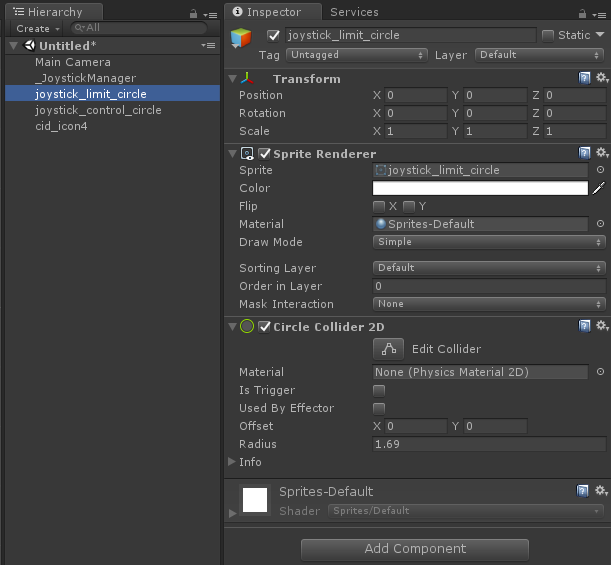 Hierarchy
Create
All
Untitled*
Main Camera
_JoystickManager
joystick_limit_circle
joystick_control_circle
cid_icon4
Inspector Services
joystick_limit_circle Static
Tag Untagged Layer Default
Transform
Position X 0 Y 0 Z 0
Rotation X 0 Y 0 Z 0
Scale X 1 Y 1 Z 1
Sprite Renderer
Sprite joystick_limit_circle
Color
Flip X Y
Material Sprites-Default
Draw Mode Simple
Sorting Layer Default
Order in Layer 0
Mask Interaction None
Circle Collider 2D
Edit Collider
Material None (Physics Material 2D)
Is Trigger
Used By Effector
Offset X 0 Y 0
Radius 1.69
Info
Sprites-Default
Shader Sprites/Default
Add Component